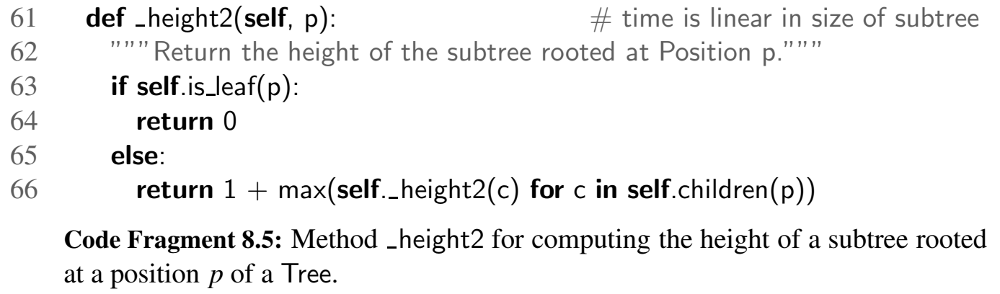 61 def _height2(self, p): # time is linear in size of subtree
62 """Return the height of the subtree rooted at Position p."""
63 if self.is_leaf(p):
64 return 0
65 else:
66 return 1 + max(self._height2(c) for c in self.children(p))
Code Fragment 8.5: Method _height2 for computing the height of a subtree rooted
at a position p of a Tree.